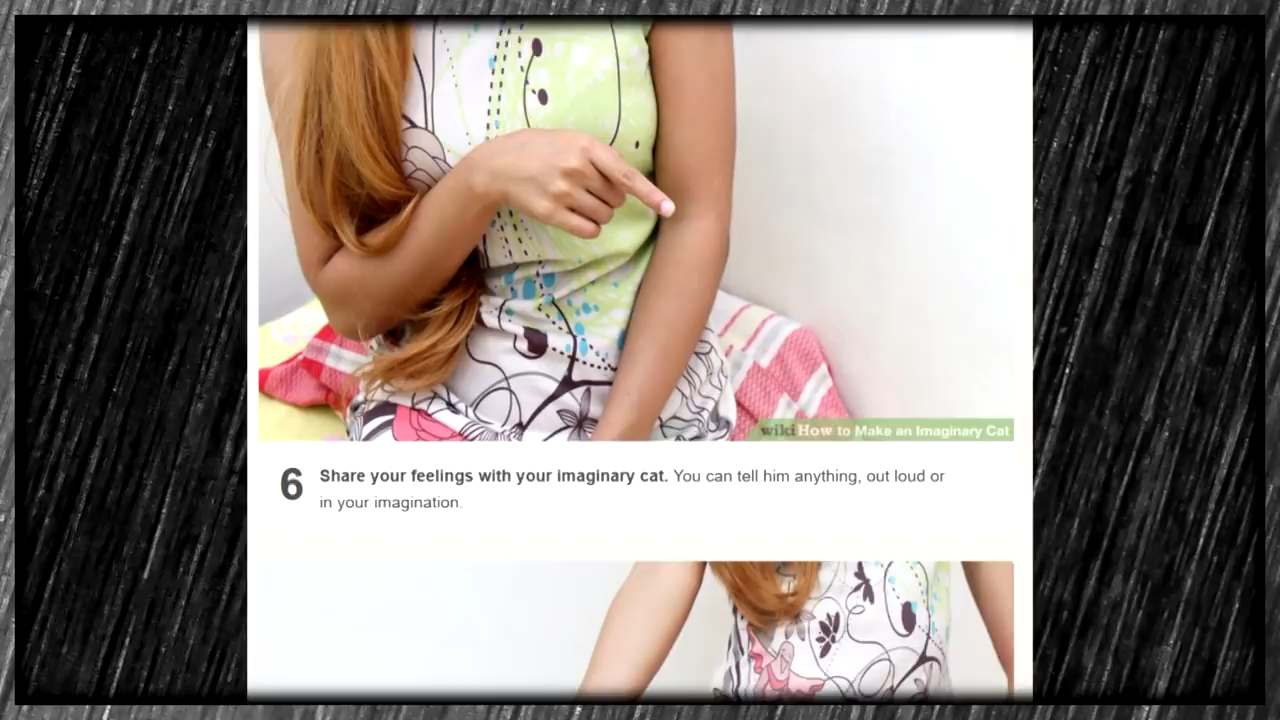 wikiHow to Make an Imaginary Cat
6 Share your feelings with your imaginary cat. You can tell him anything, out loud or
in your imagination.